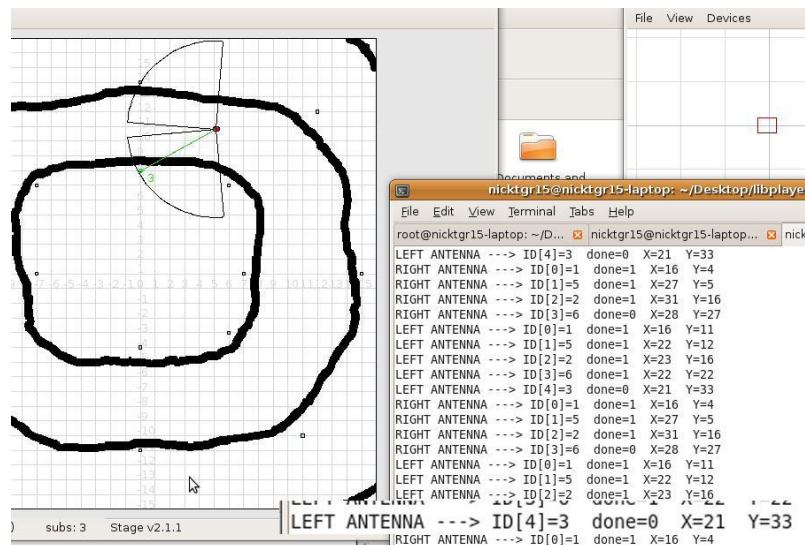 File View Devices
Documents and
nicktgr15@nicktgr15-laptop: ~/Desktop/libplaye
File Edit View Terminal Tabs Help
root@nicktgr15-laptop: ~/D... nicktgr15@nicktgr15-laptop... nick
LEFT ANTENNA ---> ID[4]=3 done=0 X=21 Y=33
RIGHT ANTENNA ---> ID[0]=1 done=1 X=16 Y=4
RIGHT ANTENNA ---> ID[1]=5 done=1 X=27 Y=5
RIGHT ANTENNA ---> ID[2]=2 done=1 X=31 Y=16
RIGHT ANTENNA ---> ID[3]=6 done=0 X=28 Y=27
LEFT ANTENNA ---> ID[0]=1 done=1 X=16 Y=11
LEFT ANTENNA ---> ID[1]=5 done=1 X=22 Y=12
LEFT ANTENNA ---> ID[2]=2 done=1 X=23 Y=16
LEFT ANTENNA ---> ID[3]=6 done=1 X=22 Y=22
LEFT ANTENNA ---> ID[4]=3 done=0 X=21 Y=33
RIGHT ANTENNA ---> ID[0]=1 done=1 X=16 Y=4
RIGHT ANTENNA ---> ID[1]=5 done=1 X=27 Y=5
RIGHT ANTENNA ---> ID[2]=2 done=1 X=31 Y=16
RIGHT ANTENNA ---> ID[3]=6 done=0 X=28 Y=27
LEFT ANTENNA ---> ID[0]=1 done=1 X=16 Y=11
LEFT ANTENNA ---> ID[1]=5 done=1 X=22 Y=12
LEFT ANTENNA ---> ID[2]=2 done=1 X=23 Y=16
LEFT ANTENNA ---> ID[4]=3 done=0 X=21 Y=33
RIGHT ANTENNA ---> ID[0]=1 done=1 X=16 Y=4
3
subs: 3 Stage v2.1.1